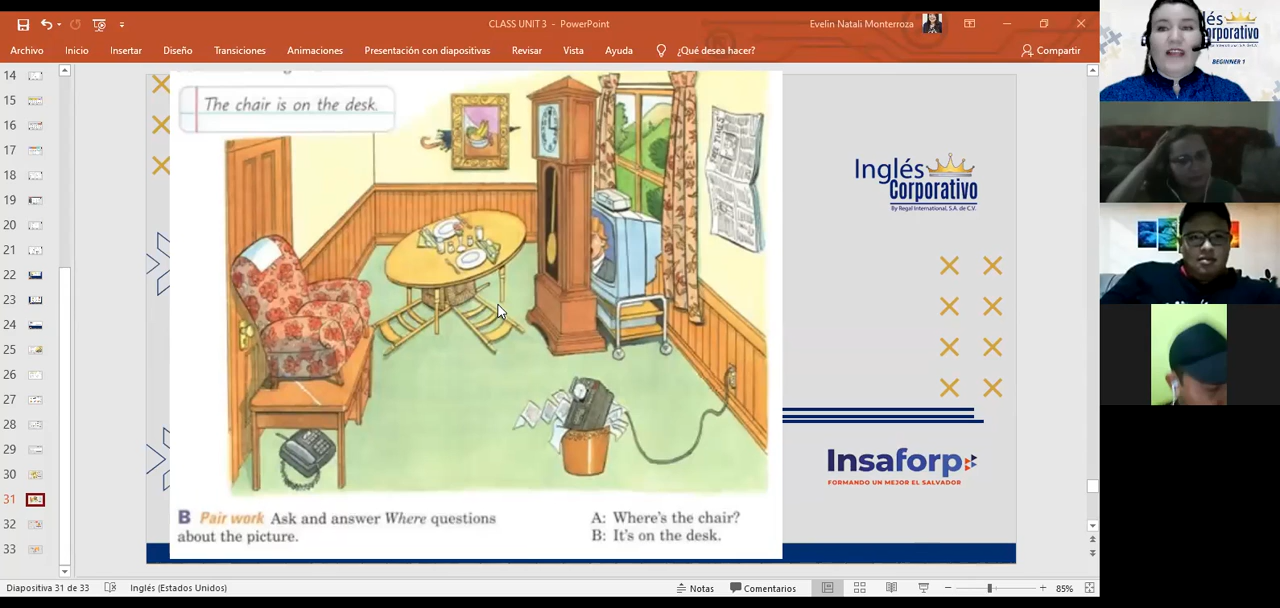 CLASS UNIT 3 - PowerPoint
Evelin Natali Monterroza
Archivo Inicio Insertar Diseño Transiciones Animaciones Presentación con diapositivas Revisar Vista Ayuda ¿Qué desea hacer? Compartir
14
15
16
17
18
19
20
21
22
23
24
25
26
27
28
29
30
31
32
33
The chair is on the desk.
Inglés
Corporativo
By Regal International, S.A. de C.V.
Insaforp
FORMANDO UN MEJOR EL SALVADOR
B Pair work Ask and answer Where questions
about the picture.
A: Where's the chair?
B: It's on the desk.
Diapositiva 31 de 33 Inglés (Estados Unidos) Notas Comentarios 85%
Corporativo
BEGINNER 1